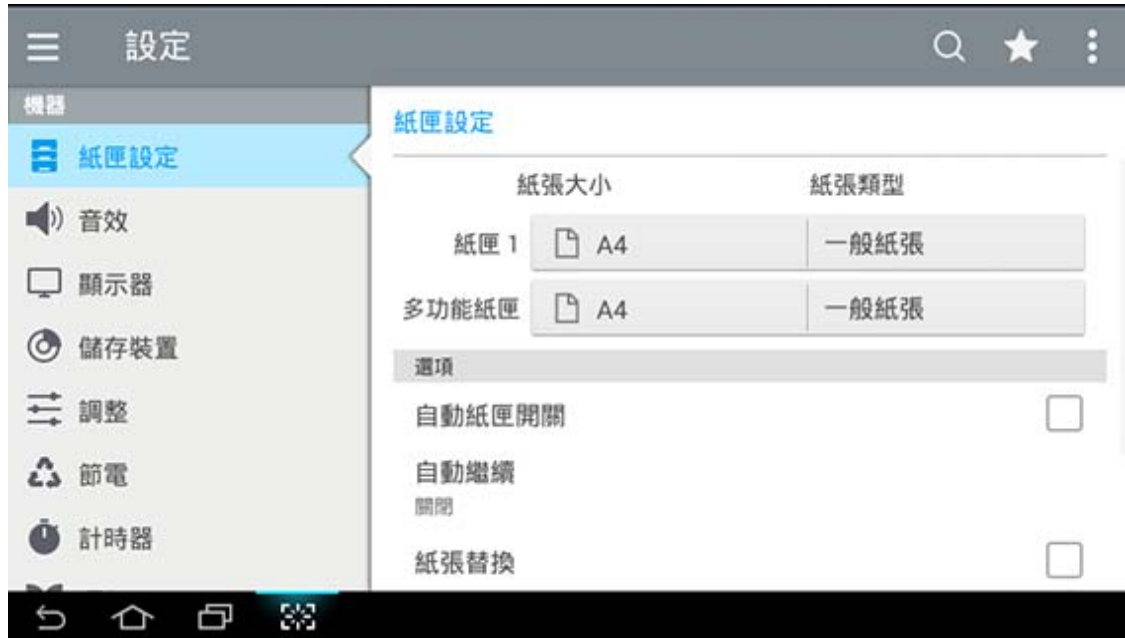 設定
機器
紙匣設定
音效
顯示器
儲存裝置
調整
節電
計時器
紙匣設定
紙張大小 紙張類型
紙匣 1 A4 一般紙張
多功能紙匣 A4 一般紙張
選項
自動紙匣開關
自動繼續
關閉
紙張替換